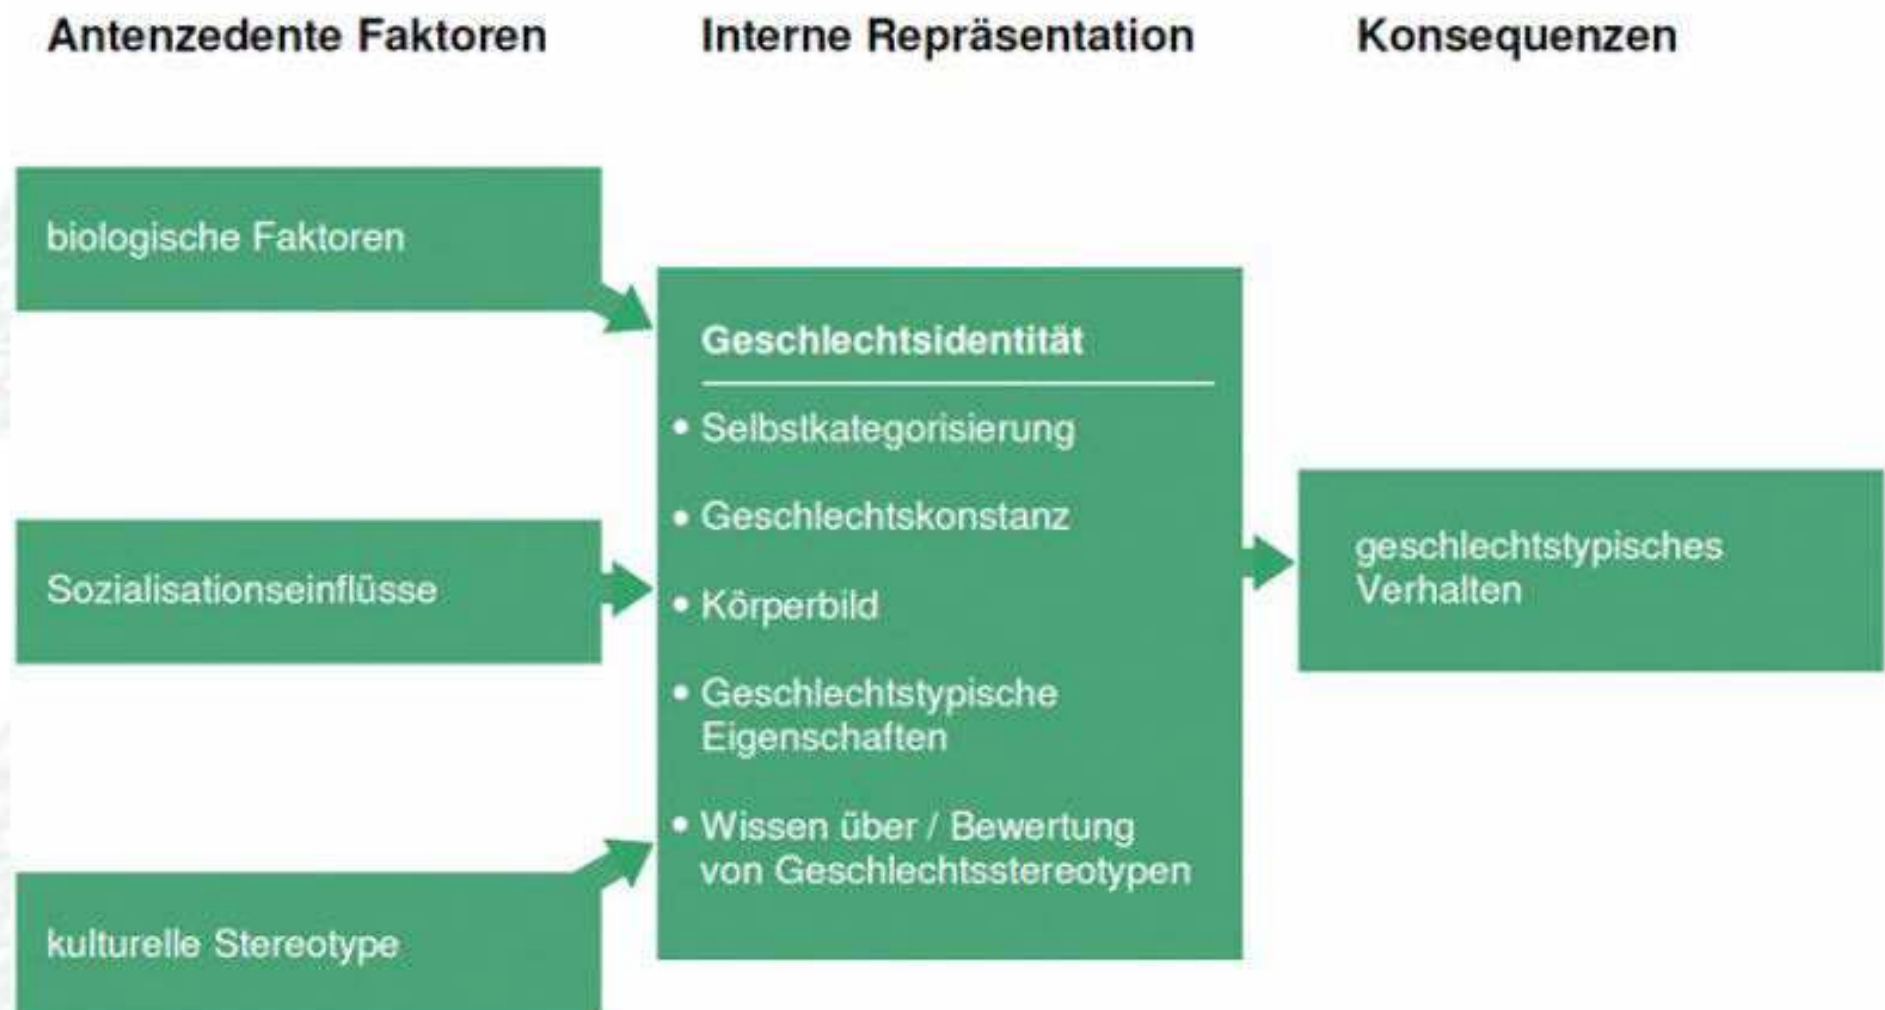 Antenzedente Faktoren
Interne Repräsentation
Konsequenzen
biologische Faktoren
Sozialisationseinflüsse
kulturelle Stereotype
Geschlechtsidentität
• Selbstkategorisierung
• Geschlechtskonstanz
• Körperbild
• Geschlechtstypische
Eigenschaften
• Wissen über / Bewertung
von Geschlechtsstereotypen
geschlechtstypisches
Verhalten